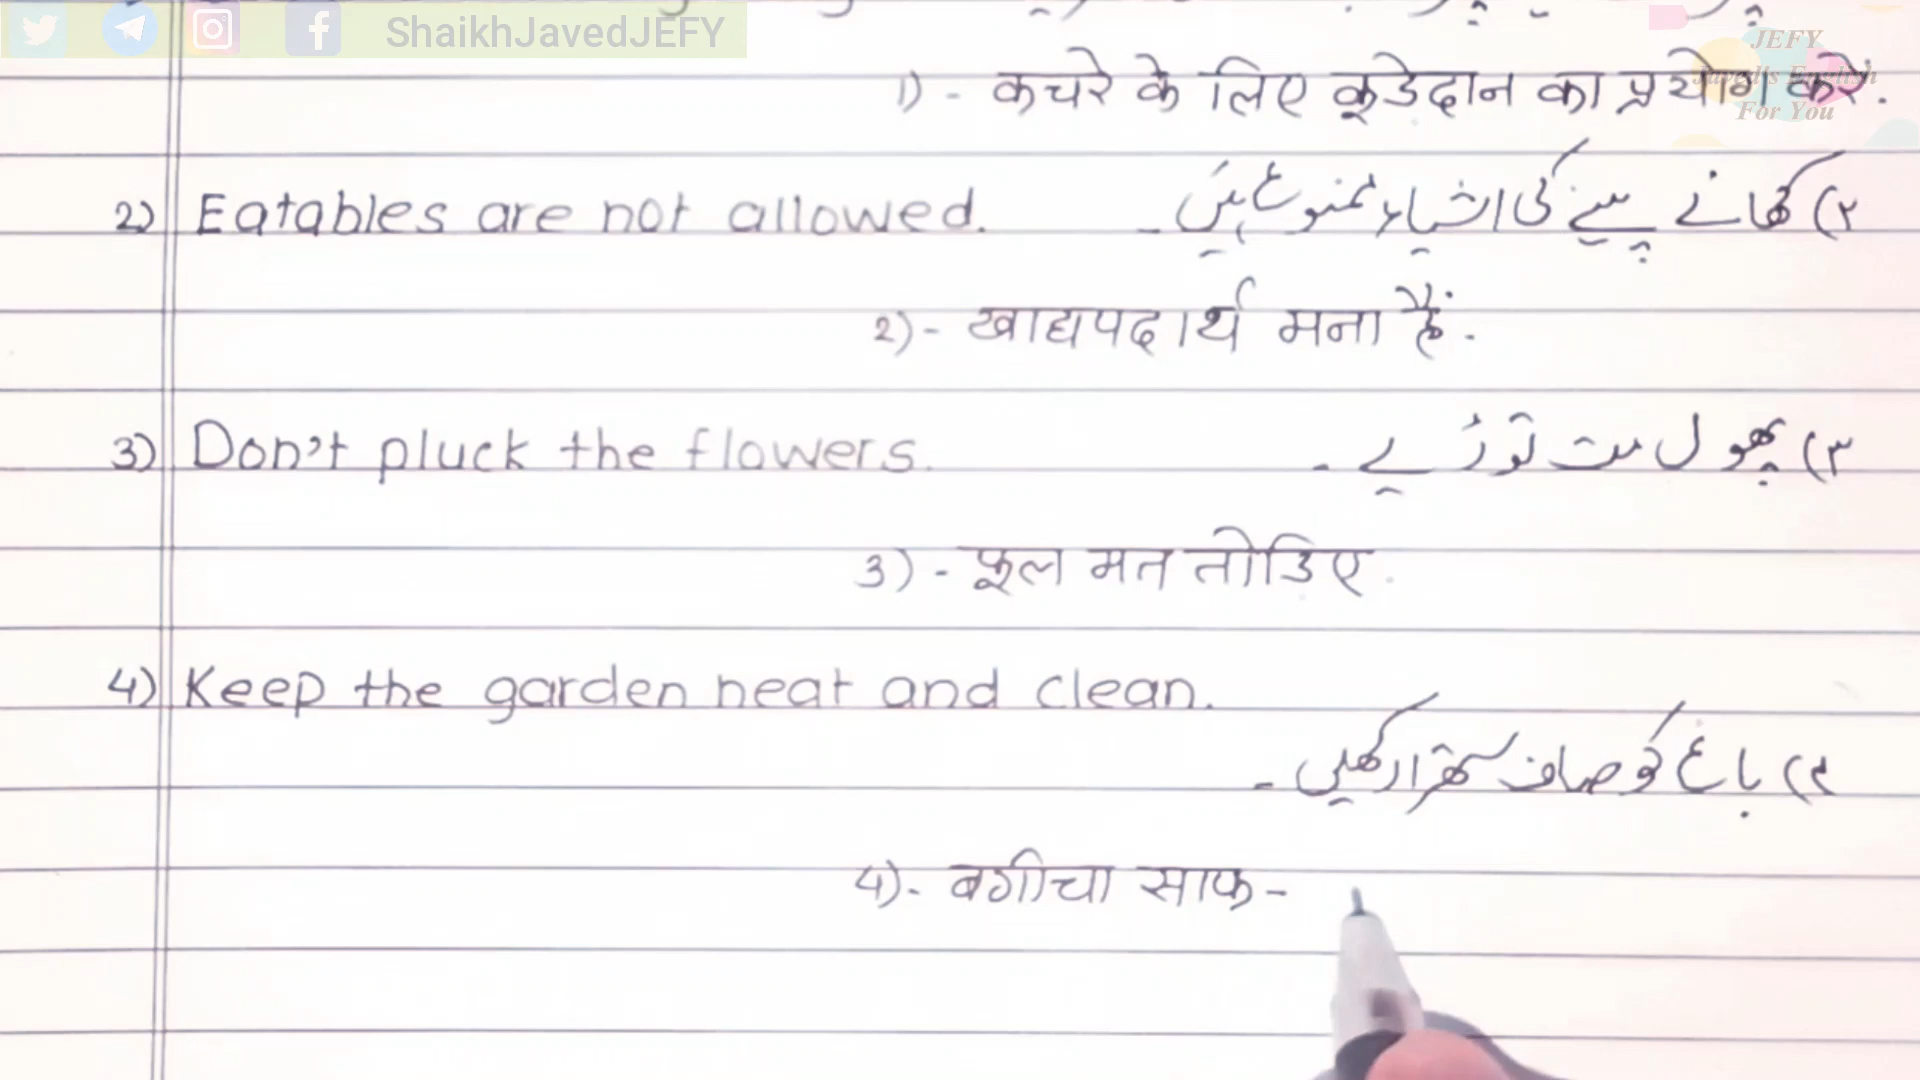 ShaikhJavedJEFY
JEFY
Javed's English
For You
1) - कचरे के लिए कूडेदान का प्रयोग करें.
2) Eatables are not allowed. ۲) کھانے پینے کی اشیاء ممنوع ہیں ۔
2) - खाद्यपदार्थ मना हैं.
3) Don't pluck the flowers. ۳) پھول مت توڑیے ۔
3) - फूल मत तोडिए.
4) Keep the garden neat and clean.
۴) باغ کو صاف ستھرا رکھیں ۔
4) - बगीचा साफ -